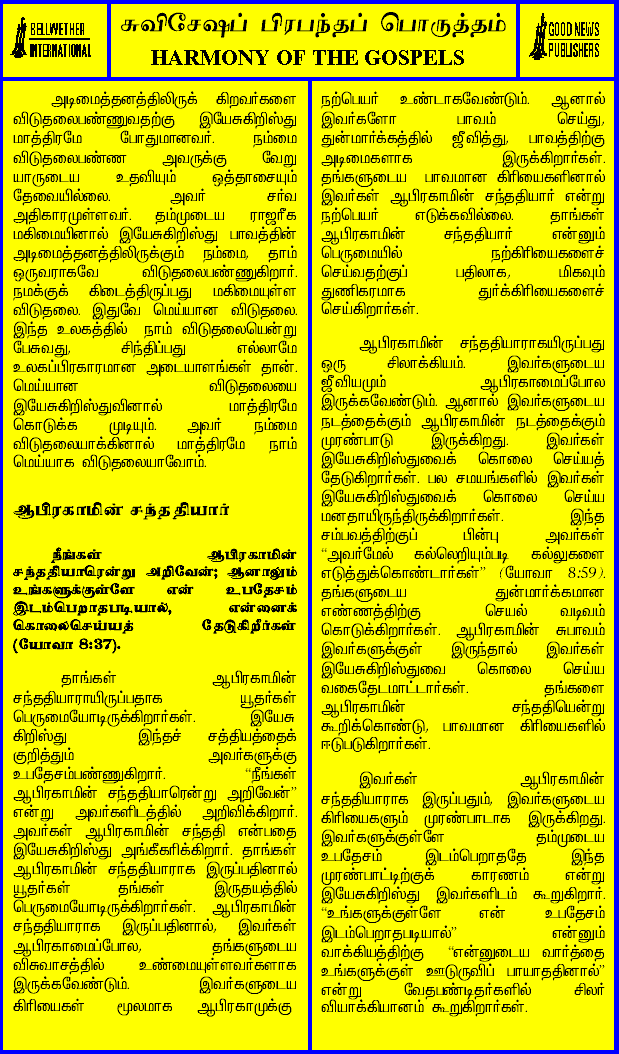 BELLWETHER
INTERNATIONAL
சுவிசேஷப் பிரபந்தப் பொருத்தம்
HARMONY OF THE GOSPELS
GOOD NEWS
PUBLISHERS
அடிமைத்தனத்திலிருக் கிறவர்களை
விடுதலைபண்ணுவதற்கு இயேசுகிறிஸ்து
மாத்திரமே போதுமானவர். நம்மை
விடுதலைபண்ண அவருக்கு வேறு
யாருடைய உதவியும் ஒத்தாசையும்
தேவையில்லை. அவர் சர்வ
அதிகாரமுள்ளவர். தம்முடைய ராஜரீக
மகிமையினால் இயேசுகிறிஸ்து பாவத்தின்
அடிமைத்தனத்திலிருக்கும் நம்மை, தாம்
ஒருவராகவே விடுதலைபண்ணுகிறார்.
நமக்குக் கிடைத்திருப்பது மகிமையுள்ள
விடுதலை. இதுவே மெய்யான விடுதலை.
இந்த உலகத்தில் நாம் விடுதலையென்று
பேசுவது, சிந்திப்பது எல்லாமே
உலகப்பிரகாரமான அடையாளங்கள் தான்.
மெய்யான விடுதலையை
இயேசுகிறிஸ்துவினால் மாத்திரமே
கொடுக்க முடியும். அவர் நம்மை
விடுதலையாக்கினால் மாத்திரமே நாம்
மெய்யாக விடுதலையாவோம்.
ஆபிரகாமின் சந்ததியார்
நீங்கள் ஆபிரகாமின்
சந்ததியாரென்று அறிவேன்; ஆனாலும்
உங்களுக்குள்ளே என் உபதேசம்
இடம்பெறாதபடியால், என்னைக்
கொலைசெய்யத் தேடுகிறீர்கள்
(யோவா 8:37).
தாங்கள் ஆபிரகாமின்
சந்ததியாராயிருப்பதாக யூதர்கள்
பெருமையோடிருக்கிறார்கள். இயேசு
கிறிஸ்து இந்தச் சத்தியத்தைக்
குறித்தும் அவர்களுக்கு
உபதேசம்பண்ணுகிறார். “நீங்கள்
ஆபிரகாமின் சந்ததியாரென்று அறிவேன்”
என்று அவர்களிடத்தில் அறிவிக்கிறார்.
அவர்கள் ஆபிரகாமின் சந்ததி என்பதை
இயேசுகிறிஸ்து அங்கீகரிக்கிறார். தாங்கள்
ஆபிரகாமின் சந்ததியாராக இருப்பதினால்
யூதர்கள் தங்கள் இருதயத்தில்
பெருமையோடிருக்கிறார்கள். ஆபிரகாமின்
சந்ததியாராக இருப்பதினால், இவர்கள்
ஆபிரகாமைப்போல, தங்களுடைய
விசுவாசத்தில் உண்மையுள்ளவர்களாக
இருக்கவேண்டும். இவர்களுடைய
கிரியைகள் மூலமாக ஆபிரகாமுக்கு
நற்பெயர் உண்டாகவேண்டும். ஆனால்
இவர்களோ பாவம் செய்து,
துன்மார்க்கத்தில் ஜீவித்து, பாவத்திற்கு
அடிமைகளாக இருக்கிறார்கள்.
தங்களுடைய பாவமான கிரியைகளினால்
இவர்கள் ஆபிரகாமின் சந்ததியார் என்று
நற்பெயர் எடுக்கவில்லை. தாங்கள்
ஆபிரகாமின் சந்ததியார் என்னும்
பெருமையில் நற்கிரியைகளைச்
செய்வதற்குப் பதிலாக, மிகவும்
துணிகரமாக துர்க்கிரியைகளைச்
செய்கிறார்கள்.
ஆபிரகாமின் சந்ததியாராகயிருப்பது
ஒரு சிலாக்கியம். இவர்களுடைய
ஜீவியமும் ஆபிரகாமைப்போல
இருக்கவேண்டும். ஆனால் இவர்களுடைய
நடத்தைக்கும் ஆபிரகாமின் நடத்தைக்கும்
முரண்பாடு இருக்கிறது. இவர்கள்
இயேசுகிறிஸ்துவைக் கொலை செய்யத்
தேடுகிறார்கள். பல சமயங்களில் இவர்கள்
இயேசுகிறிஸ்துவைக் கொலை செய்ய
மனதாயிருந்திருக்கிறார்கள். இந்த
சம்பவத்திற்குப் பின்பு அவர்கள்
“அவர்மேல் கல்லெறியும்படி கல்லுகளை
எடுத்துக்கொண்டார்கள்” (யோவா 8:59).
தங்களுடைய துன்மார்க்கமான
எண்ணத்திற்கு செயல் வடிவம்
கொடுக்கிறார்கள். ஆபிரகாமின் சுபாவம்
இவர்களுக்குள் இருந்தால் இவர்கள்
இயேசுகிறிஸ்துவை கொலை செய்ய
வகைதேடமாட்டார்கள். தங்களை
ஆபிரகாமின் சந்ததியென்று
கூறிக்கொண்டு, பாவமான கிரியைகளில்
ஈடுபடுகிறார்கள்.
இவர்கள் ஆபிரகாமின்
சந்ததியாராக இருப்பதும், இவர்களுடைய
கிரியைகளும் முரண்பாடாக இருக்கிறது.
இவர்களுக்குள்ளே தம்முடைய
உபதேசம் இடம்பெறாததே இந்த
முரண்பாட்டிற்குக் காரணம் என்று
இயேசுகிறிஸ்து இவர்களிடம் கூறுகிறார்.
“உங்களுக்குள்ளே என் உபதேசம்
இடம்பெறாதபடியால்” என்னும்
வாக்கியத்திற்கு “என்னுடைய வார்த்தை
உங்களுக்குள் ஊடுருவிப் பாயாததினால்”
என்று வேதபண்டிதர்களில் சிலர்
வியாக்கியானம் கூறுகிறார்கள்.